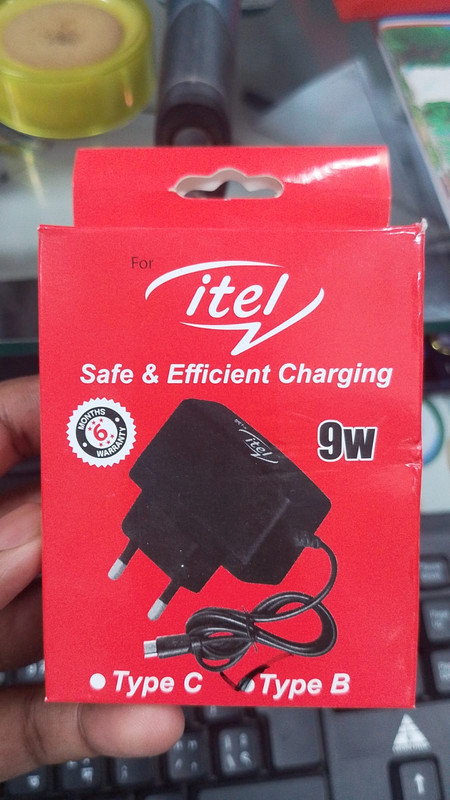 For
itel
Safe & Efficient Charging
MONTHS
6
WARRANTY
9W
itel
Type C
Type B